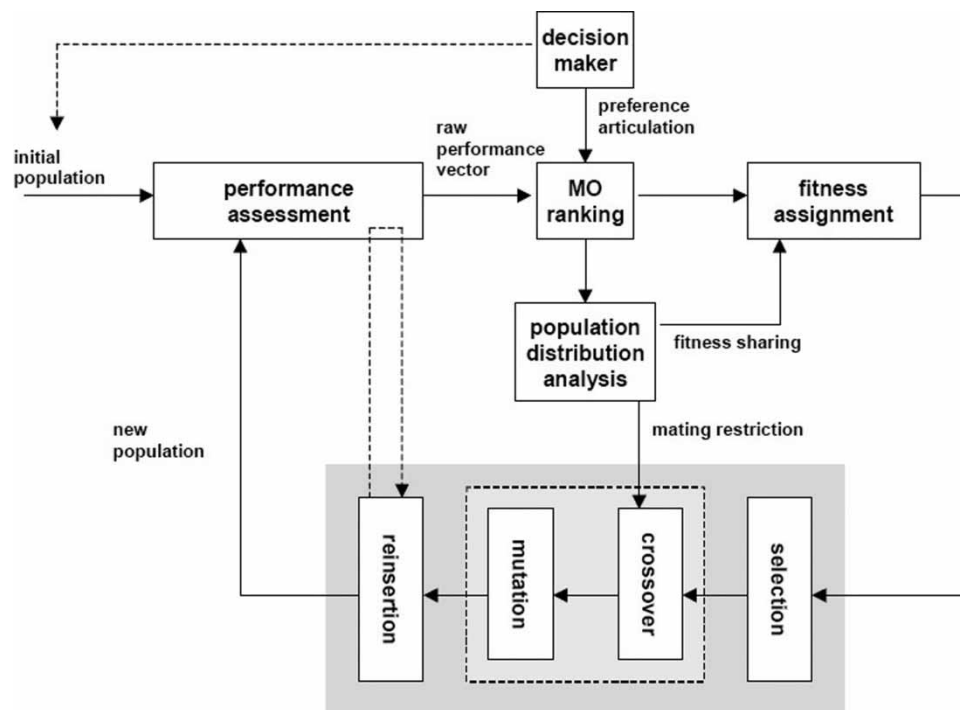 decision
maker
preference
articulation
raw
performance
vector
initial
population
performance
assessment
MO
ranking
fitness
assignment
population
distribution
analysis
fitness sharing
mating restriction
new
population
reinsertion
mutation
crossover
selection